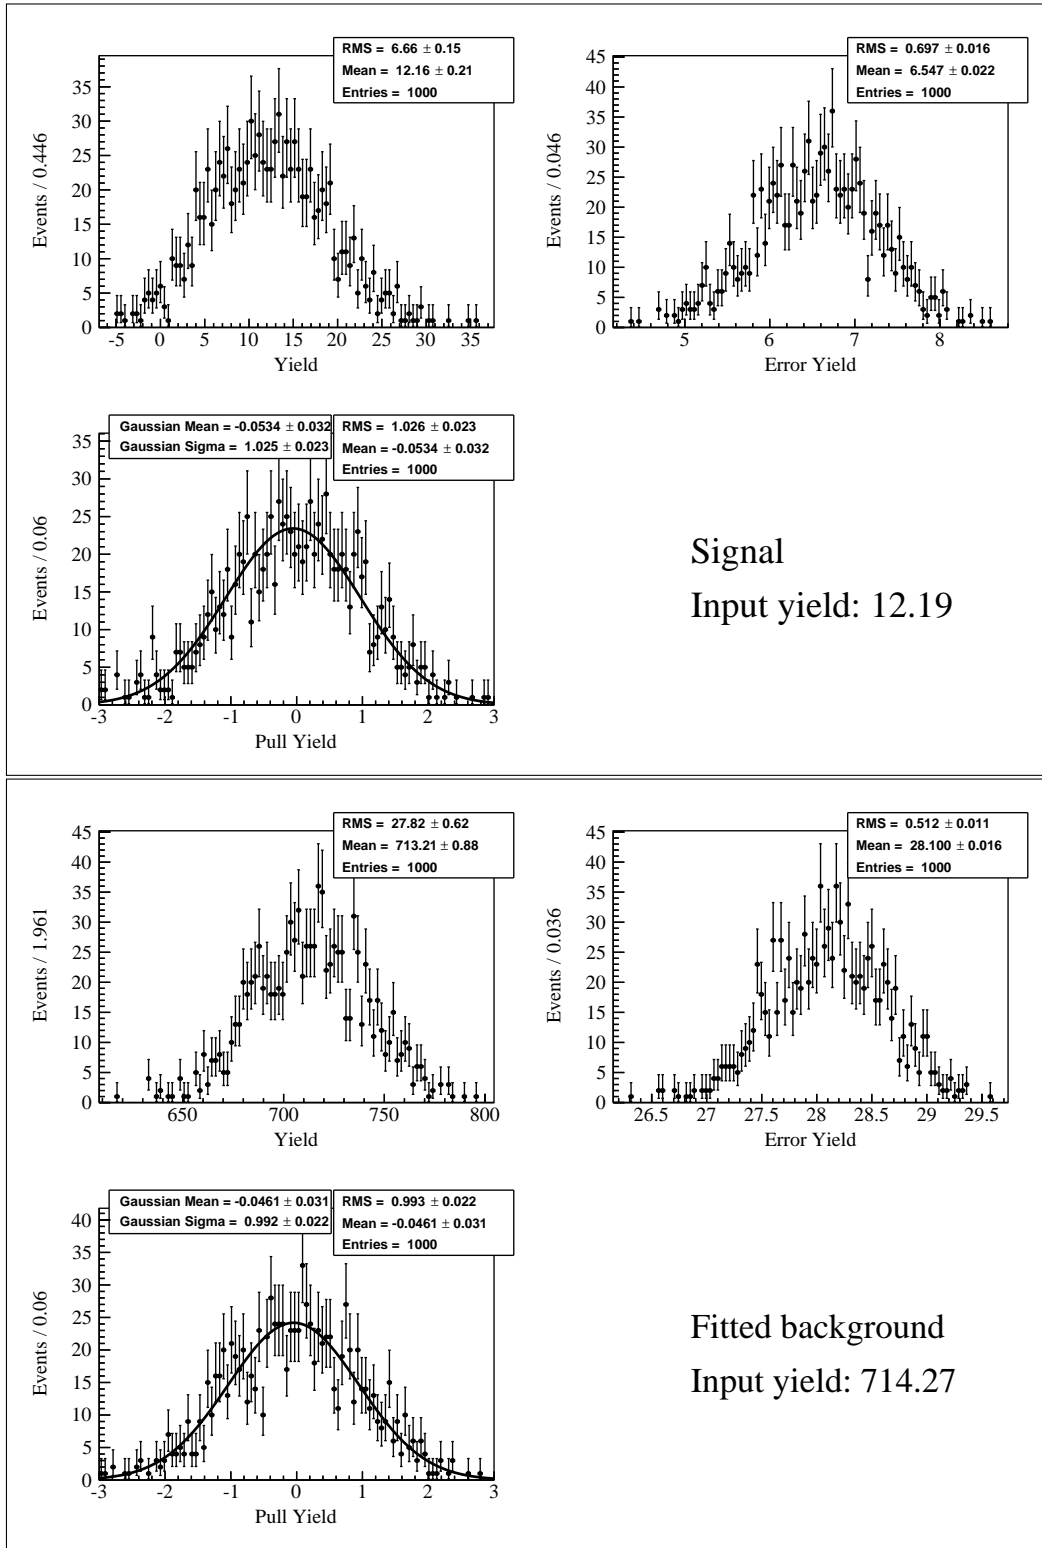 RMS = 6.66 ± 0.15
Mean = 12.16 ± 0.21
Entries = 1000
Events / 0.446
35
30
25
20
15
10
5
0
-5 0 5 10 15 20 25 30 35
Yield
RMS = 0.697 ± 0.016
Mean = 6.547 ± 0.022
Entries = 1000
Events / 0.046
45
40
35
30
25
20
15
10
5
0
5 6 7 8
Error Yield
Gaussian Mean = -0.0534 ± 0.032
Gaussian Sigma = 1.025 ± 0.023
RMS = 1.026 ± 0.023
Mean = -0.0534 ± 0.032
Entries = 1000
Events / 0.06
35
30
25
20
15
10
5
0
-3 -2 -1 0 1 2 3
Pull Yield
Signal
Input yield: 12.19
RMS = 27.82 ± 0.62
Mean = 713.21 ± 0.88
Entries = 1000
Events / 1.961
45
40
35
30
25
20
15
10
5
0
650 700 750 800
Yield
RMS = 0.512 ± 0.011
Mean = 28.100 ± 0.016
Entries = 1000
Events / 0.036
45
40
35
30
25
20
15
10
5
0
26.5 27 27.5 28 28.5 29 29.5
Error Yield
Gaussian Mean = -0.0461 ± 0.031
Gaussian Sigma = 0.992 ± 0.022
RMS = 0.993 ± 0.022
Mean = -0.0461 ± 0.031
Entries = 1000
Events / 0.06
40
35
30
25
20
15
10
5
0
-3 -2 -1 0 1 2 3
Pull Yield
Fitted background
Input yield: 714.27